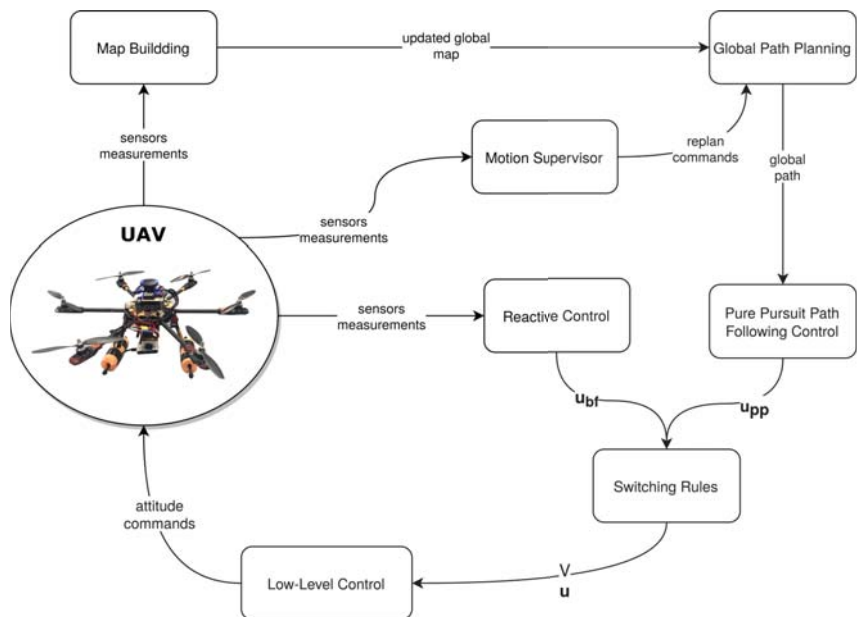 Map Buildding
updated global
map
Global Path Planning
sensors
measurements
Motion Supervisor
replan
commands
global
path
UAV
sensors
measurements
sensors
measurements
Reactive Control
Pure Pursuit Path
Following Control
ubf
upp
Switching Rules
attitude
commands
Low-Level Control
V
u